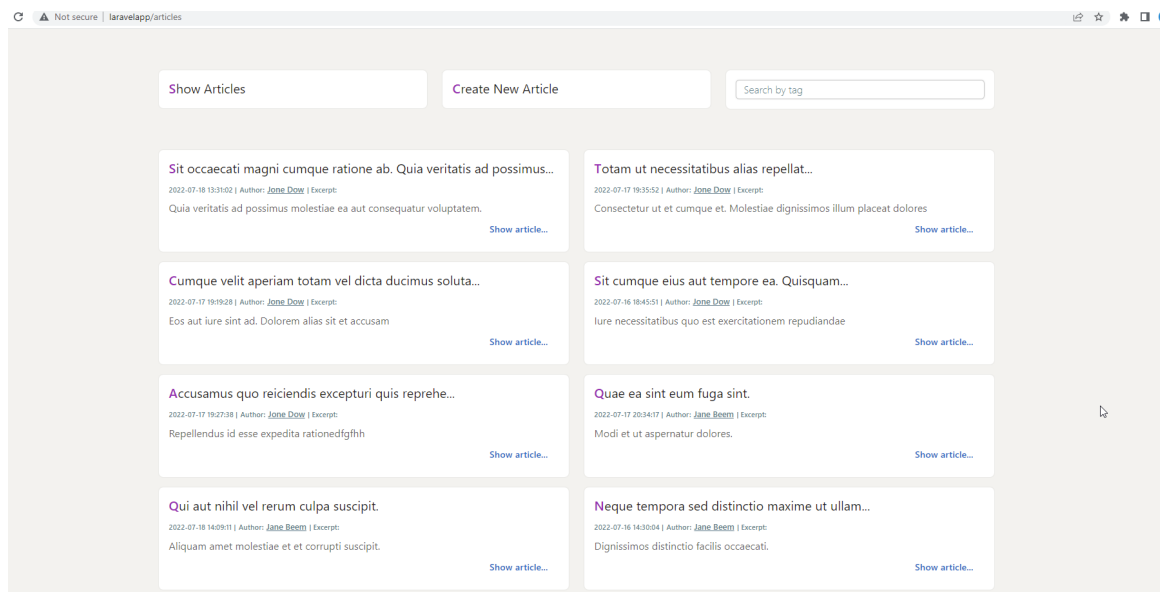 Not secure | laravelapp/articles
Show Articles
Create New Article
Search by tag
Sit occaecati magni cumque ratione ab. Quia veritatis ad possimus...
2022-07-18 13:31:02 | Author: Jone Dow | Excerpt:
Quia veritatis ad possimus molestiae ea aut consequatur voluptatem.
Show article...
Totam ut necessitatibus alias repellat...
2022-07-17 19:35:52 | Author: Jone Dow | Excerpt:
Consectetur ut et cumque et. Molestiae dignissimos illum placeat dolores
Show article...
Cumque velit aperiam totam vel dicta ducimus soluta...
2022-07-17 19:19:28 | Author: Jone Dow | Excerpt:
Eos aut iure sint ad. Dolorem alias sit et accusam
Show article...
Sit cumque eius aut tempore ea. Quisquam...
2022-07-16 18:45:51 | Author: Jone Dow | Excerpt:
Iure necessitatibus quo est exercitationem repudiandae
Show article...
Accusamus quo reiciendis excepturi quis reprehe...
2022-07-17 19:27:38 | Author: Jone Dow | Excerpt:
Repellendus id esse expedita rationedfgfhh
Show article...
Quae ea sint eum fuga sint.
2022-07-17 20:34:17 | Author: Jane Beem | Excerpt:
Modi et ut aspernatur dolores.
Show article...
Qui aut nihil vel rerum culpa suscipit.
2022-07-18 14:09:11 | Author: Jane Beem | Excerpt:
Aliquam amet molestiae et et corrupti suscipit.
Show article...
Neque tempora sed distinctio maxime ut ullam...
2022-07-16 14:30:04 | Author: Jane Beem | Excerpt:
Dignissimos distinctio facilis occaecati.
Show article...